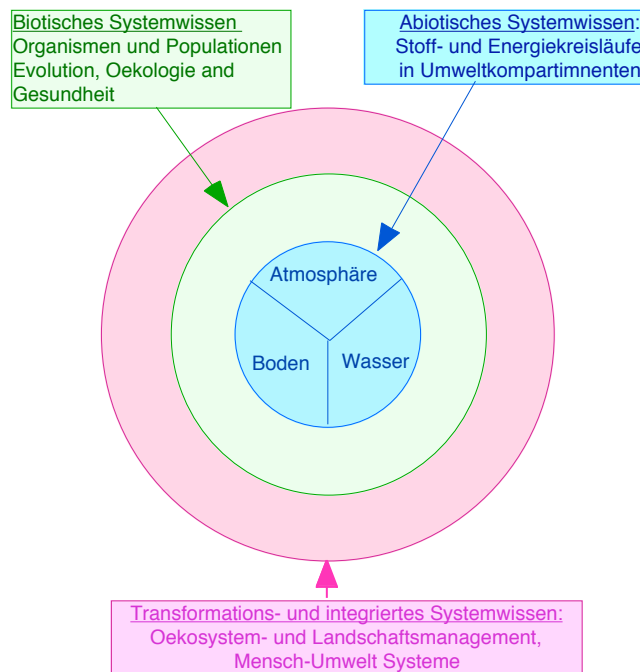 Biotisches Systemwissen
Organismen und Populationen
Evolution, Oekologie and
Gesundheit
Abiotisches Systemwissen:
Stoff- und Energiekreisläufe
in Umweltkompartimnenten
Atmosphäre
Boden
Wasser
Transformations- und integriertes Systemwissen:
Oekosystem- und Landschaftsmanagement,
Mensch-Umwelt Systeme